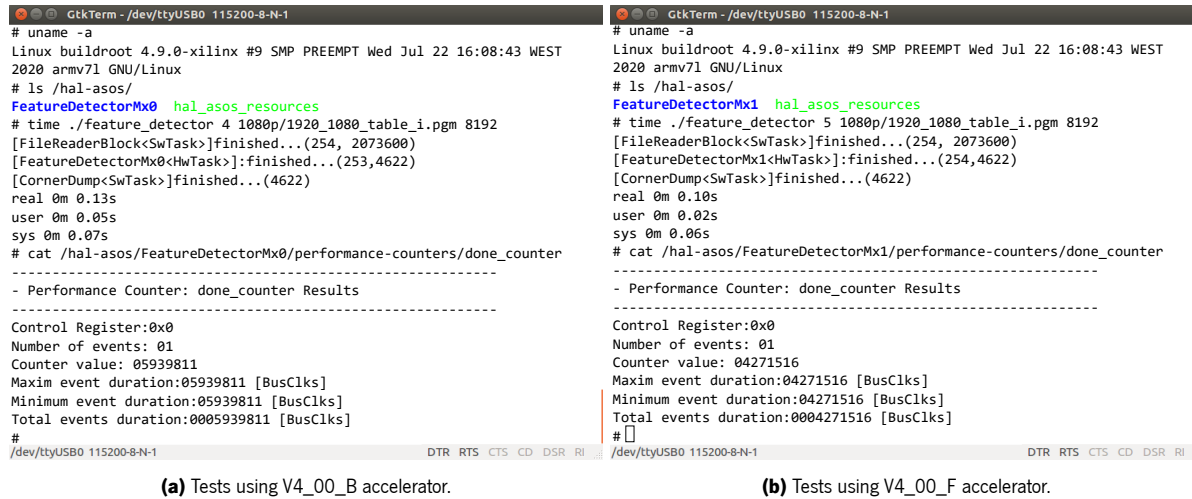 GtkTerm - /dev/ttyUSB0 115200-8-N-1
# uname -a
Linux buildroot 4.9.0-xilinx #9 SMP PREEMPT Wed Jul 22 16:08:43 WEST
2020 armv7l GNU/Linux
# ls /hal-asos/
FeatureDetectorMx0 hal_asos_resources
# time ./feature_detector 4 1080p/1920_1080_table_i.pgm 8192
[FileReaderBlock<SwTask>]finished...(254, 2073600)
[FeatureDetectorMx0<HwTask>]:finished...(253,4622)
[CornerDump<SwTask>]finished...(4622)
real 0m 0.13s
user 0m 0.05s
sys 0m 0.07s
# cat /hal-asos/FeatureDetectorMx0/performance-counters/done_counter
---------------------------------------------------------------
- Performance Counter: done_counter Results
---------------------------------------------------------------
Control Register:0x0
Number of events: 01
Counter value: 05939811
Maxim event duration:05939811 [BusClks]
Minimum event duration:05939811 [BusClks]
Total events duration:0005939811 [BusClks]
#
/dev/ttyUSB0 115200-8-N-1 DTR RTS CTS CD DSR RI
(a) Tests using V4_00_B accelerator.
GtkTerm - /dev/ttyUSB0 115200-8-N-1
# uname -a
Linux buildroot 4.9.0-xilinx #9 SMP PREEMPT Wed Jul 22 16:08:43 WEST
2020 armv7l GNU/Linux
# ls /hal-asos/
FeatureDetectorMx1 hal_asos_resources
# time ./feature_detector 5 1080p/1920_1080_table_i.pgm 8192
[FileReaderBlock<SwTask>]finished...(254, 2073600)
[FeatureDetectorMx1<HwTask>]:finished...(254,4622)
[CornerDump<SwTask>]finished...(4622)
real 0m 0.10s
user 0m 0.02s
sys 0m 0.06s
# cat /hal-asos/FeatureDetectorMx1/performance-counters/done_counter
---------------------------------------------------------------
- Performance Counter: done_counter Results
---------------------------------------------------------------
Control Register:0x0
Number of events: 01
Counter value: 04271516
Maxim event duration:04271516 [BusClks]
Minimum event duration:04271516 [BusClks]
Total events duration:0004271516 [BusClks]
#
/dev/ttyUSB0 115200-8-N-1 DTR RTS CTS CD DSR RI
(b) Tests using V4_00_F accelerator.